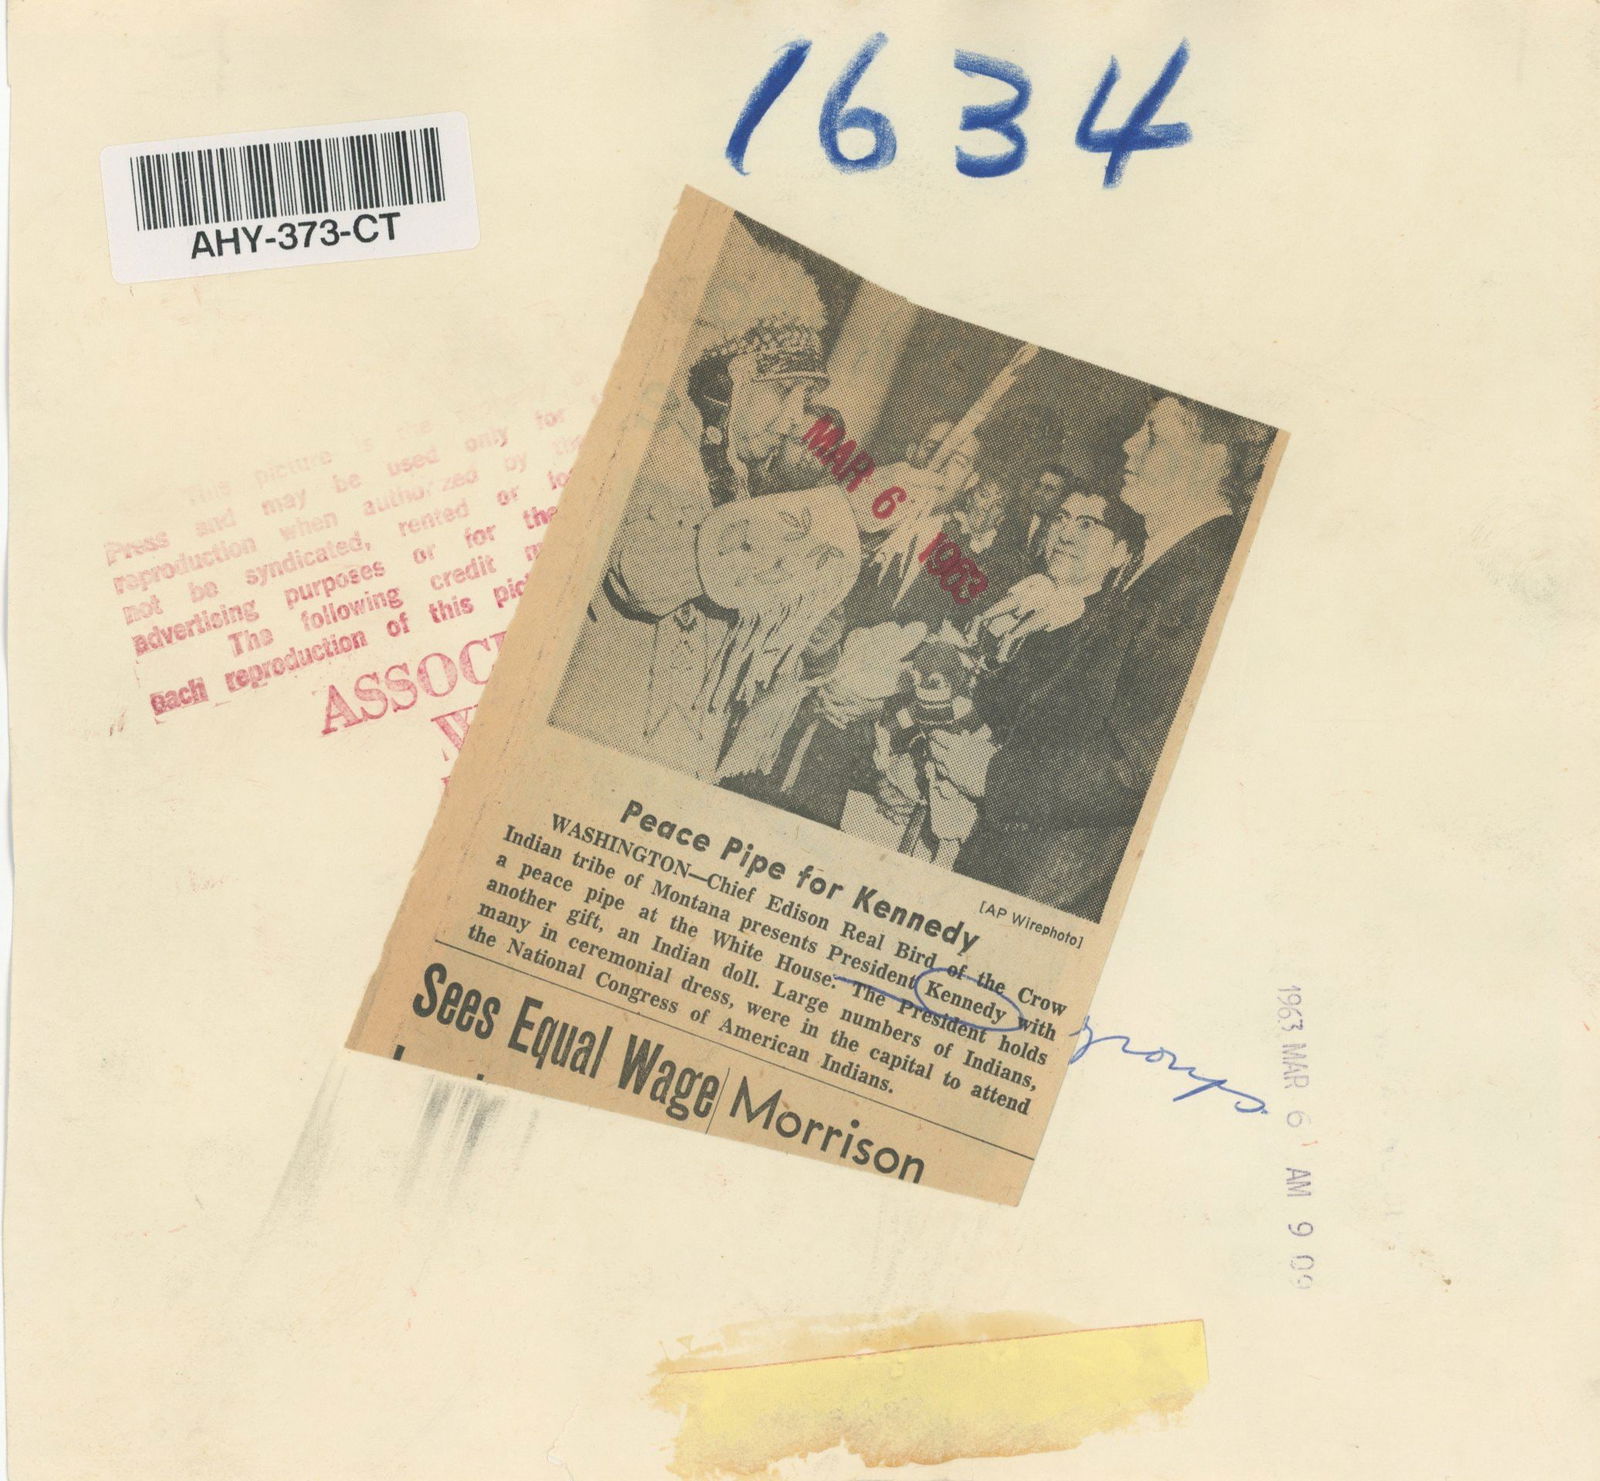 1634
AHY-373-CT
This picture is the
Press and may be used only for
reproduction when authorized by the
not be syndicated, rented or
advertising purposes or for the
The following credit
each reproduction of this
ASSOC
W
MAR 6 1963
[AP Wirephoto]
Peace Pipe for Kennedy
WASHINGTON—Chief Edison Real Bird of the Crow
Indian tribe of Montana presents President Kennedy with
a peace pipe at the White House. The President holds
another gift, an Indian doll. Large numbers of Indians,
many in ceremonial dress, were in the capital to attend
the National Congress of American Indians.
groups
Sees Equal Wage
Morrison
1963 MAR 6 AM 9 09